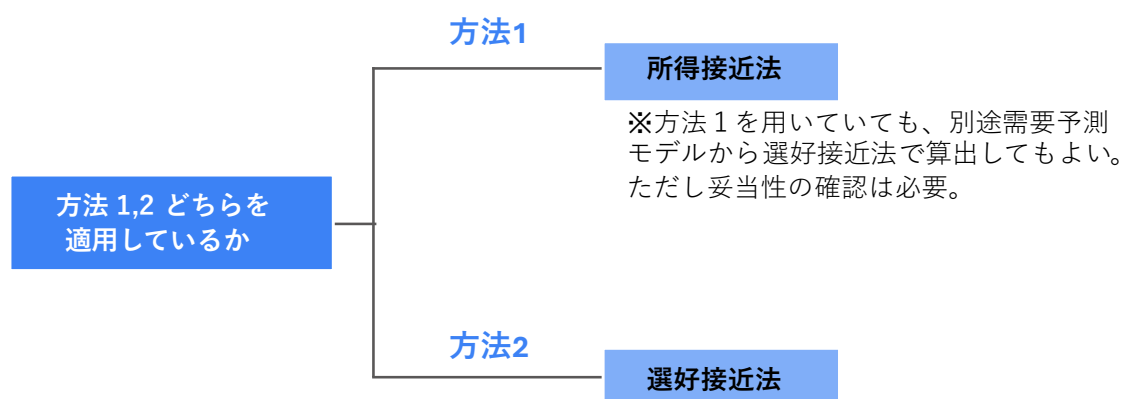 方法1
所得接近法
※方法１を用いていても、別途需要予測
モデルから選好接近法で算出してもよい。
ただし妥当性の確認は必要。
方法 1,2 どちらを
適用しているか
方法2
選好接近法